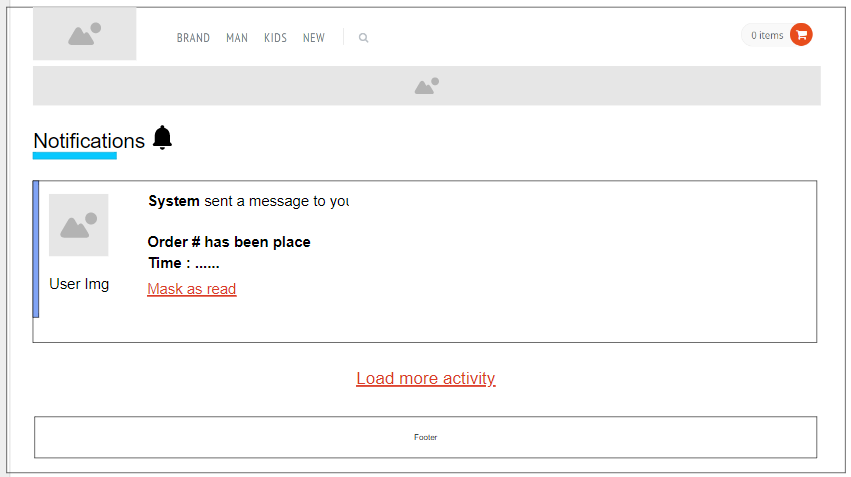 BRAND MAN KIDS NEW 0 items
Notifications
System sent a message to you
Order # has been place
Time : ......
User Img
Mask as read
Load more activity
Footer